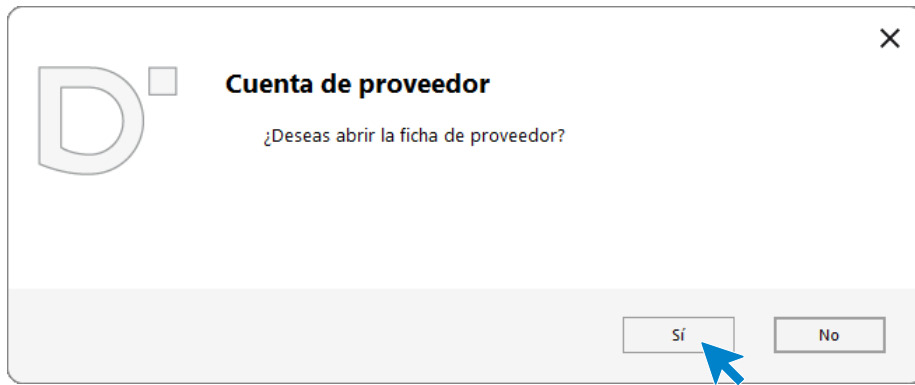 Cuenta de proveedor
¿Deseas abrir la ficha de proveedor?
Sí No